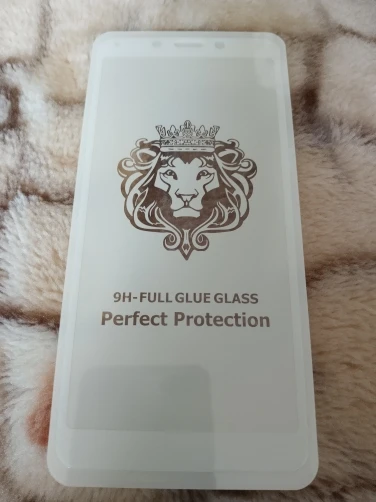 9H-FULL GLUE GLASS
Perfect Protection